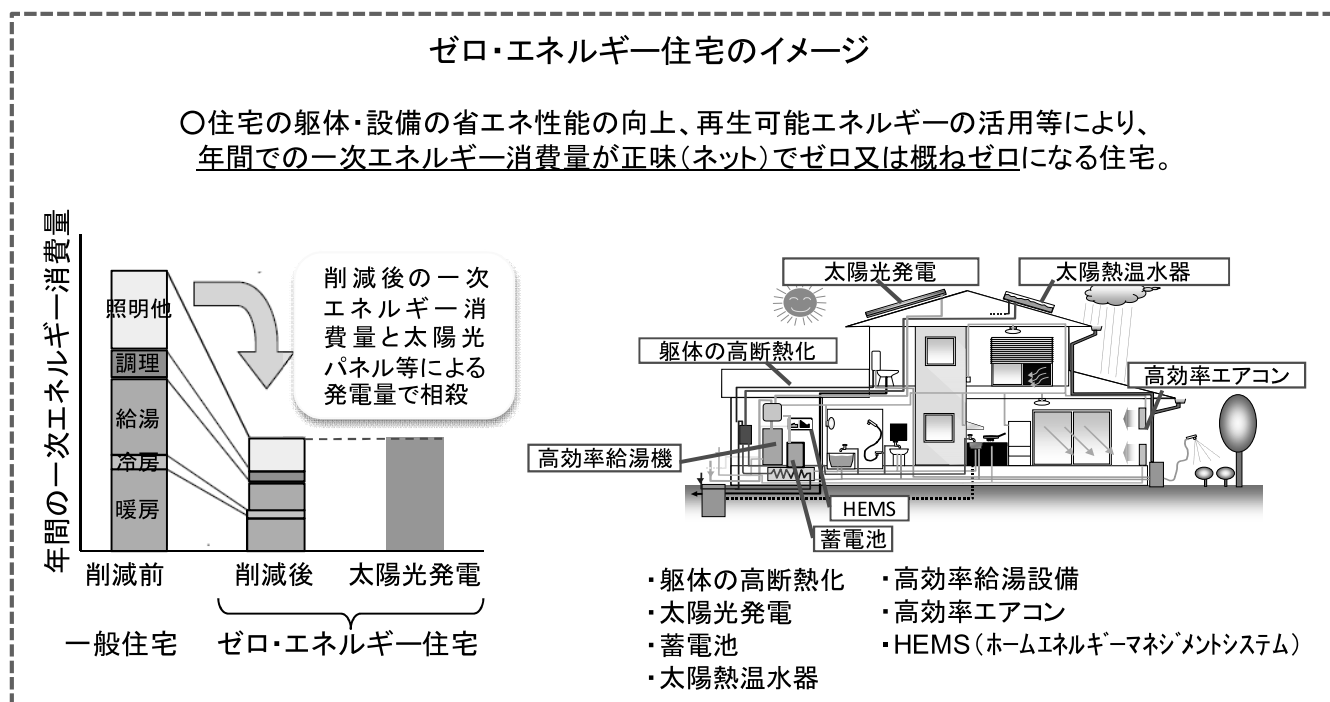 ゼロ・エネルギー住宅のイメージ
○住宅の躯体・設備の省エネ性能の向上、再生可能エネルギーの活用等により、
年間での一次エネルギー消費量が正味(ネット)でゼロ又は概ねゼロになる住宅。
年間の一次エネルギー消費量
照明他
調理
給湯
冷房
暖房
削減後の一次
エネルギー消
費量と太陽光
パネル等による
発電量で相殺
削減前
削減後
太陽光発電
一般住宅
ゼロ・エネルギー住宅
太陽光発電
太陽熱温水器
躯体の高断熱化
高効率エアコン
高効率給湯機
HEMS
蓄電池
・躯体の高断熱化
・太陽光発電
・蓄電池
・太陽熱温水器
・高効率給湯設備
・高効率エアコン
・HEMS(ホームエネルギーマネジメントシステム)